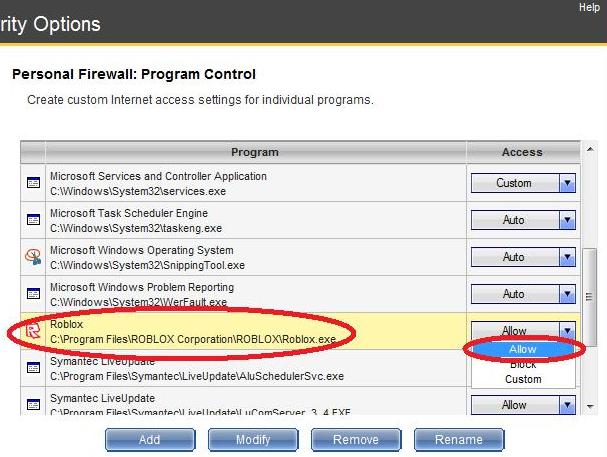 Help
rity Options
Personal Firewall: Program Control
Create custom Internet access settings for individual programs.
Program Access
Microsoft Services and Controller Application
C:\Windows\System32\services.exe
Custom
Microsoft Task Scheduler Engine
C:\Windows\System32\taskeng.exe
Auto
Microsoft Windows Operating System
C:\Windows\System32\SnippingTool.exe
Auto
Microsoft Windows Problem Reporting
C:\Windows\System32\WerFault.exe
Auto
Roblox
C:\Program Files\ROBLOX Corporation\ROBLOX\Roblox.exe
Allow
Allow
Block
Custom
Symantec LiveUpdate
C:\Program Files\Symantec\LiveUpdate\AluSchedulerSvc.exe
Symantec LiveUpdate
C:\Program Files\Symantec\LiveUpdate\LuComServer_3_4.EXE
Allow
Add Modify Remove Rename